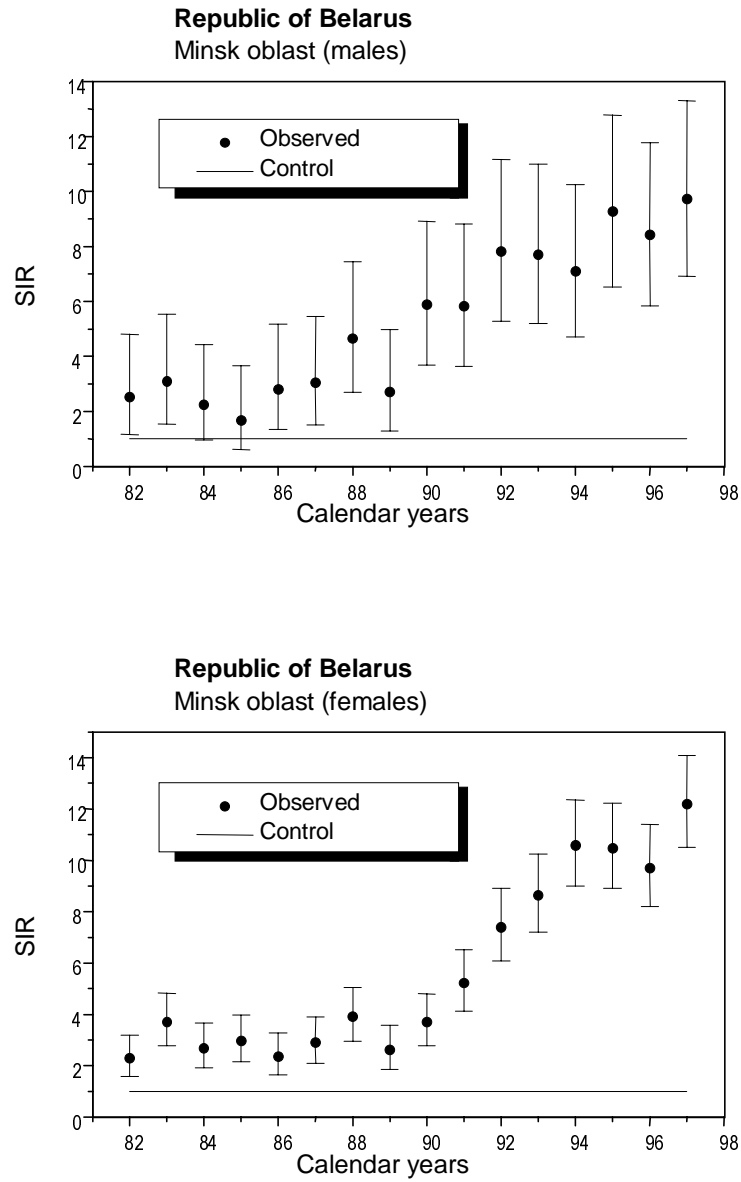 Republic of Belarus
Minsk oblast (males)
14
12
10
8
6
4
2
0
SIR
Observed
Control
82 84 86 88 90 92 94 96 98
Calendar years
Republic of Belarus
Minsk oblast (females)
14
12
10
8
6
4
2
0
SIR
Observed
Control
82 84 86 88 90 92 94 96 98
Calendar years